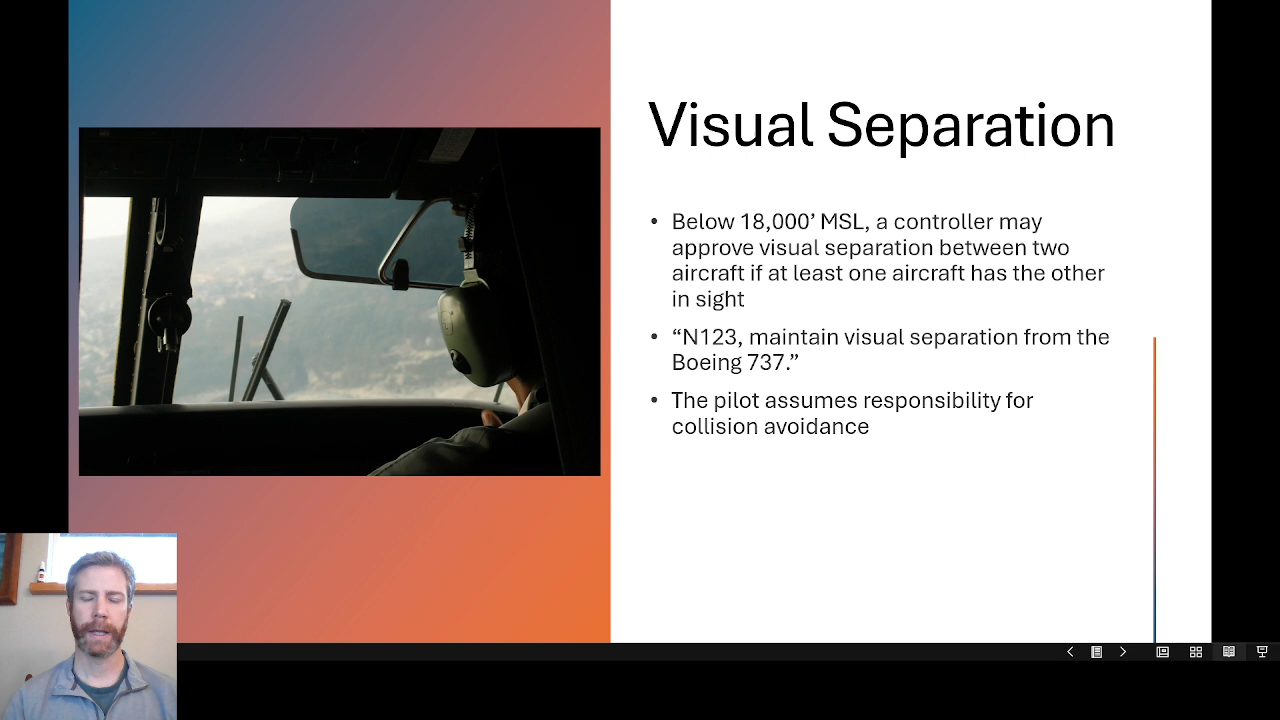 Visual Separation
• Below 18,000’ MSL, a controller may
approve visual separation between two
aircraft if at least one aircraft has the other
in sight
• “N123, maintain visual separation from the
Boeing 737.”
• The pilot assumes responsibility for
collision avoidance